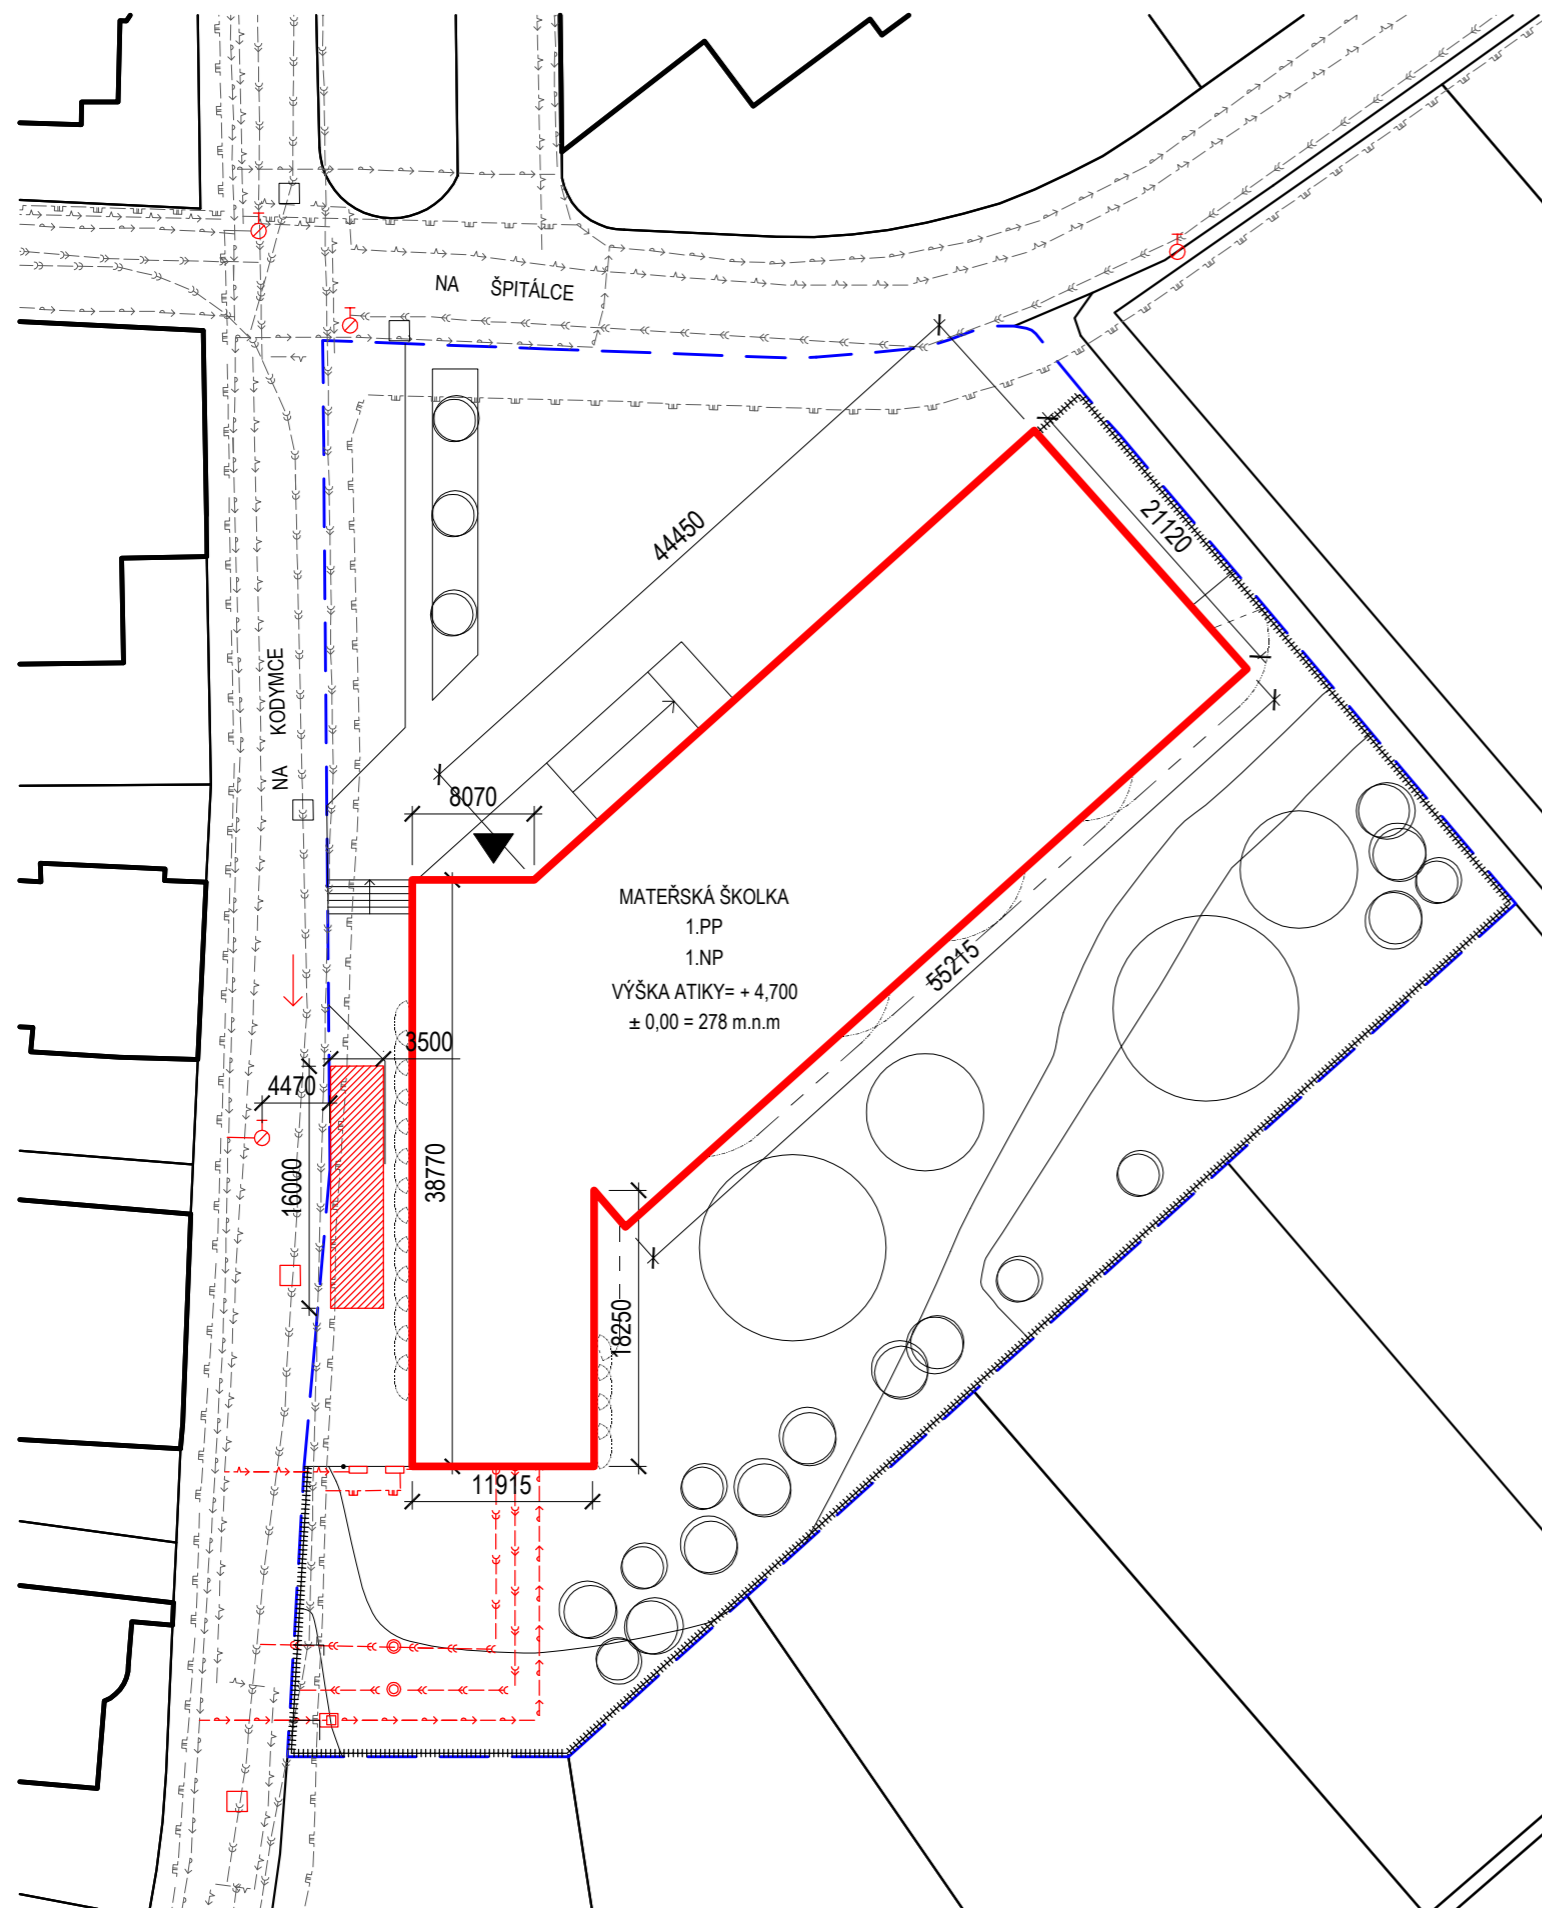 NA ŠPITÁLCE
44450
21120
NA KODYMCE
8070
MATEŘSKÁ ŠKOLKA
1.PP
1.NP
VÝŠKA ATIKY= + 4,700
± 0,00 = 278 m.n.m
55215
3500
4470
38770
16000
18250
11915